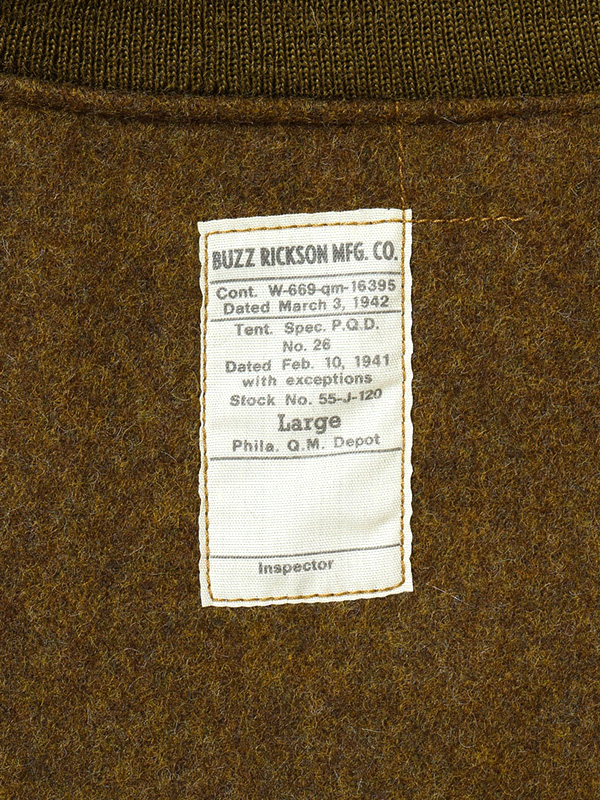 BUZZ RICKSON MFG. CO.
Cont. W-669-qm-16395
Dated March 3, 1942
Tent. Spec. P.Q.D.
No. 26
Dated Feb. 10, 1941
with exceptions
Stock No. 55-J-120
Large
Phila. Q.M. Depot
Inspector